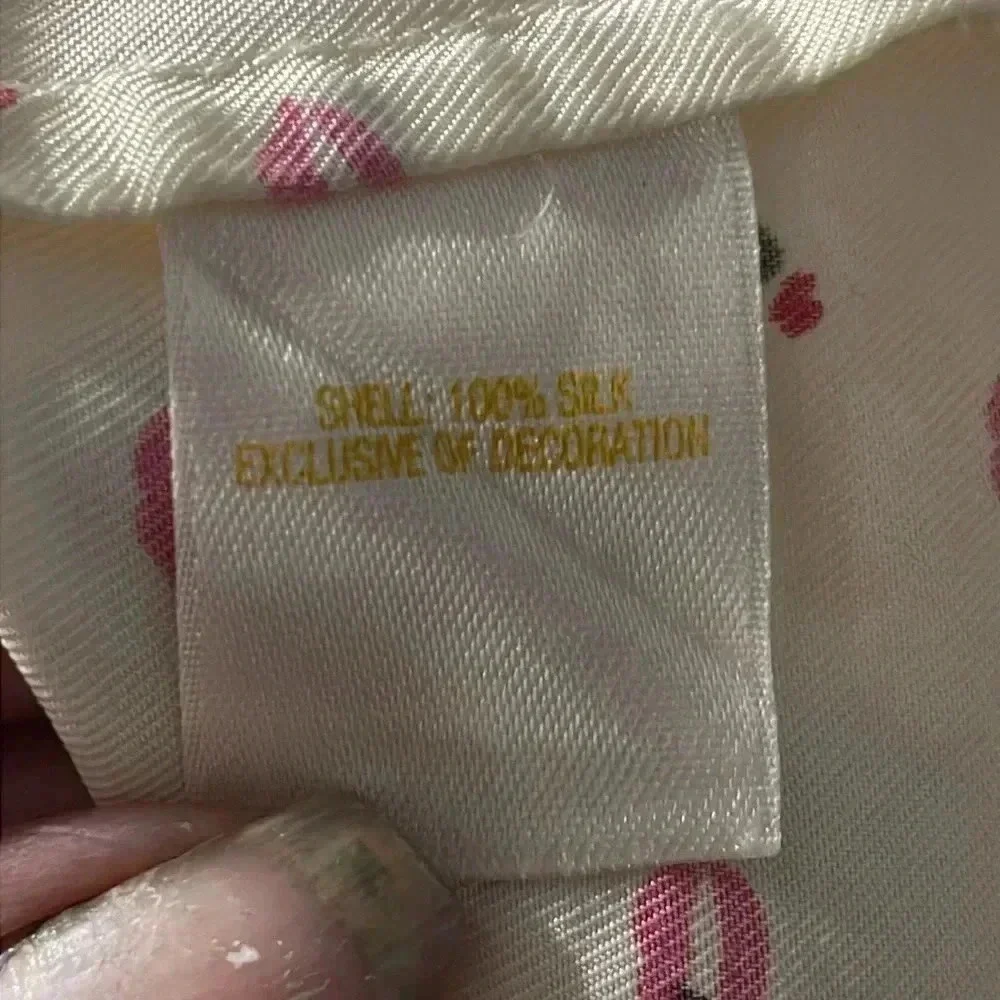 SHELL: 100% SILK
EXCLUSIVE OF DECORATION